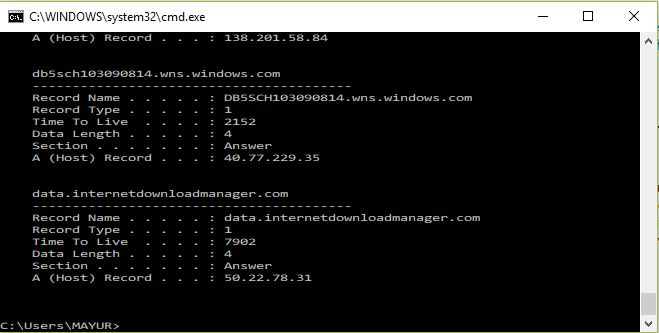 C:\WINDOWS\system32\cmd.exe
A (Host) Record . . . : 138.201.58.84
db5sch103090814.wns.windows.com
----------------------------------------
Record Name . . . . . : DB5SCH103090814.wns.windows.com
Record Type . . . . . : 1
Time To Live  . . . . : 2152
Data Length . . . . . : 4
Section . . . . . . . : Answer
A (Host) Record . . . : 40.77.229.35
data.internetdownloadmanager.com
----------------------------------------
Record Name . . . . . : data.internetdownloadmanager.com
Record Type . . . . . : 1
Time To Live  . . . . : 7902
Data Length . . . . . : 4
Section . . . . . . . : Answer
A (Host) Record . . . : 50.22.78.31
C:\Users\MAYUR>